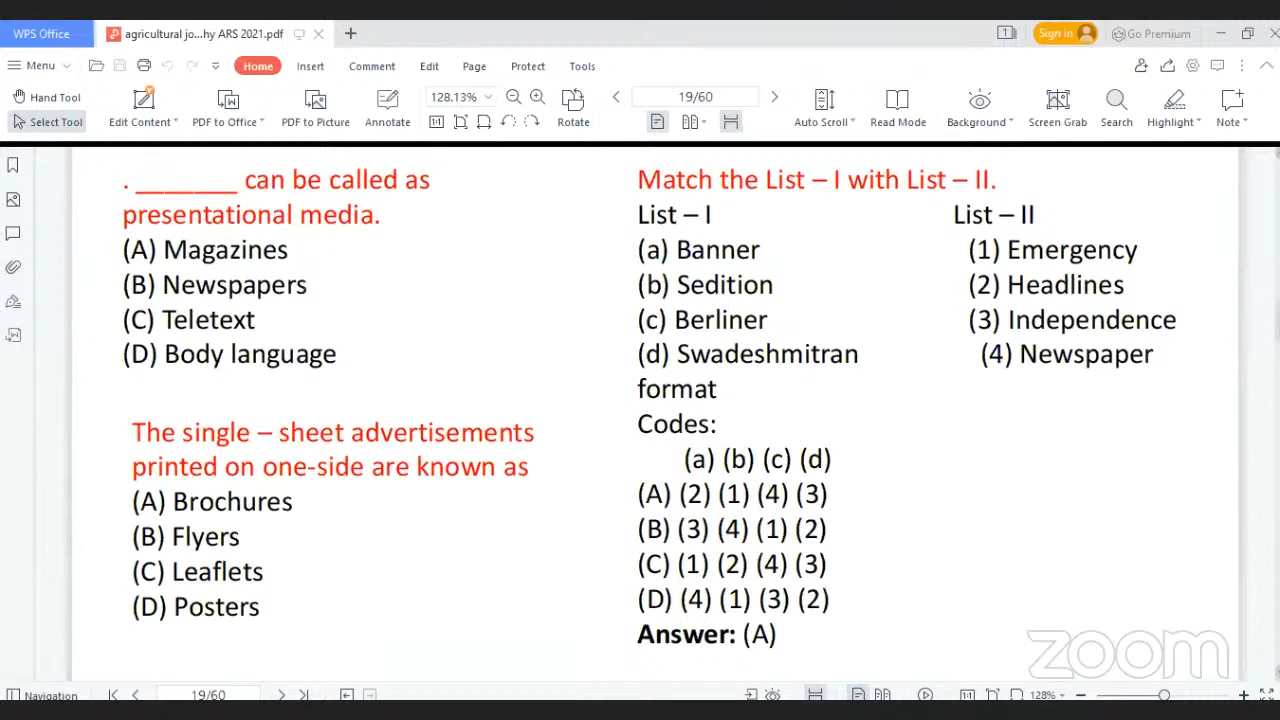 WPS Office
agricultural jo...hy ARS 2021.pdf
1
Sign in
Go Premium
Menu
Home
Insert
Comment
Edit
Page
Protect
Tools
Hand Tool
Select Tool
Edit Content
PDF to Office
PDF to Picture
Annotate
128.13%
1:1
Rotate
19/60
Auto Scroll
Read Mode
Background
Screen Grab
Search
Highlight
Note
. _______ can be called as
presentational media.
(A) Magazines
(B) Newspapers
(C) Teletext
(D) Body language
The single – sheet advertisements
printed on one-side are known as
(A) Brochures
(B) Flyers
(C) Leaflets
(D) Posters
Match the List – I with List – II.
List – I List – II
(a) Banner (1) Emergency
(b) Sedition (2) Headlines
(c) Berliner (3) Independence
(d) Swadeshmitran (4) Newspaper
format
Codes:
(a) (b) (c) (d)
(A) (2) (1) (4) (3)
(B) (3) (4) (1) (2)
(C) (1) (2) (4) (3)
(D) (4) (1) (3) (2)
Answer: (A)
zoom
Navigation
19/60
1:1
128%